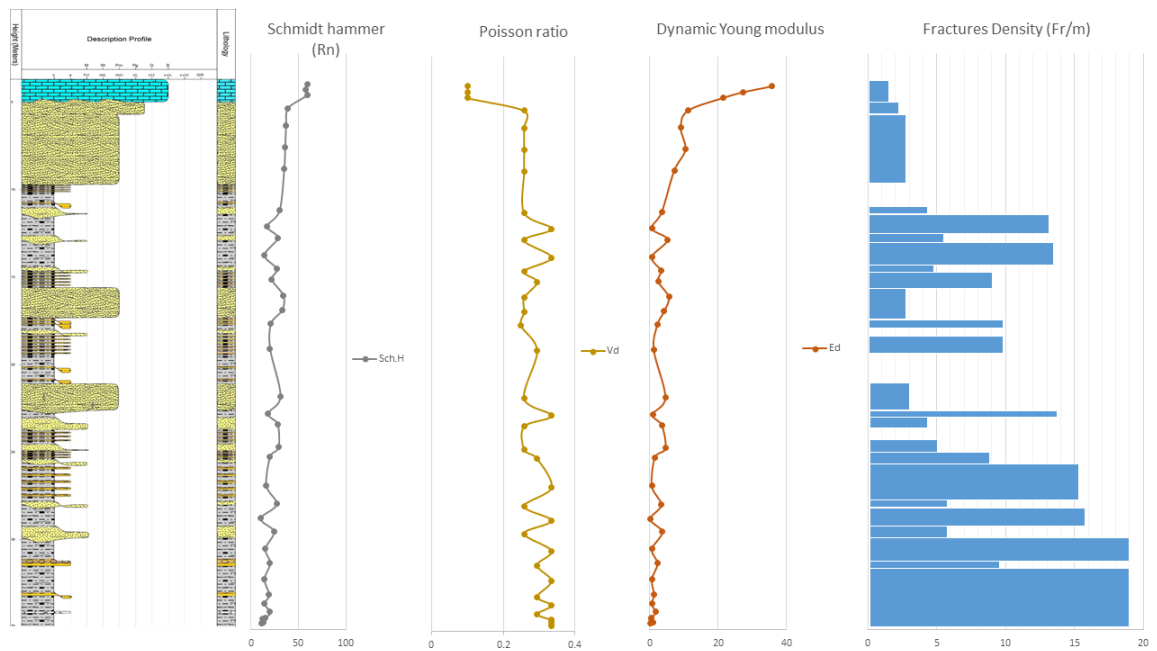 Schmidt hammer
(Rn)
Poisson ratio
Dynamic Young modulus
Fractures Density (Fr/m)
Height (Meters)
Description Profile
Lithology
Sch.H
Vd
Ed
0 50 100
0 0.2 0.4
0 20 40
0 5 10 15 20